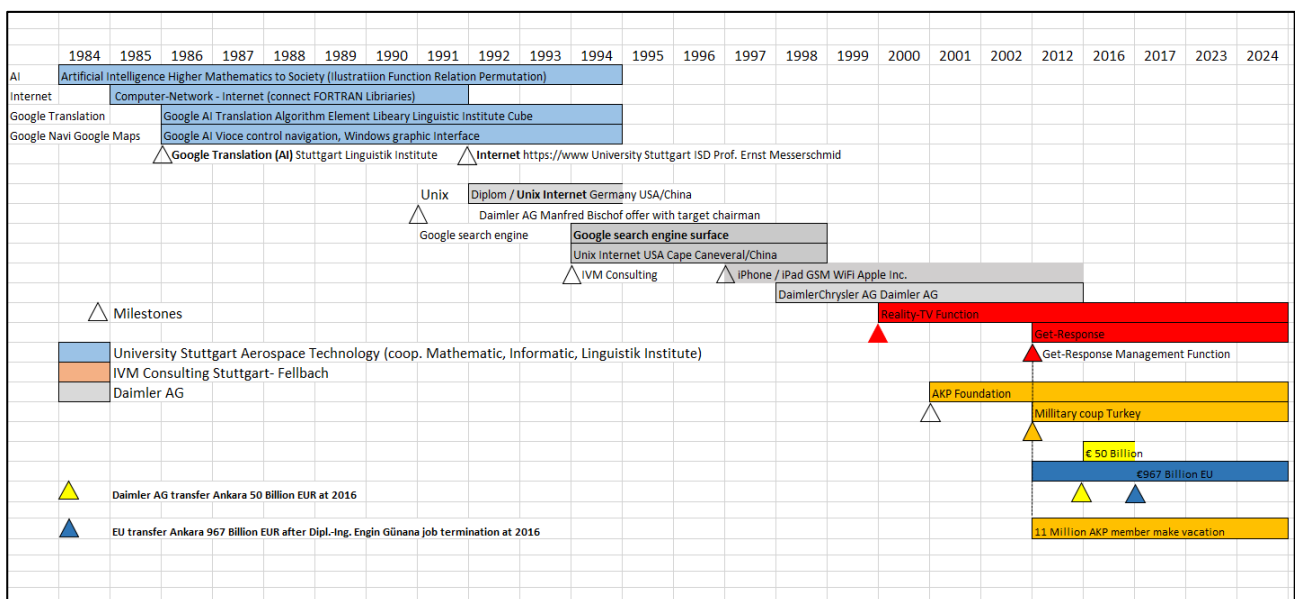 1984 1985 1986 1987 1988 1989 1990 1991 1992 1993 1994 1995 1996 1997 1998 1999 2000 2001 2002 2012 2016 2017 2023 2024
AI Artificial Intelligence Higher Mathematics to Society (Ilustratiion Function Relation Permutation)
Internet Computer-Network - Internet (connect FORTRAN Libriaries)
Google Translation Google AI Translation Algorithm Element Libeary Linguistic Institute Cube
Google Navi Google Maps Google AI Vioce control navigation, Windows graphic Interface
Google Translation (AI) Stuttgart Linguistik Institute Internet https://www University Stuttgart ISD Prof. Ernst Messerschmid
Unix Diplom / Unix Internet Germany USA/China
Daimler AG Manfred Bischof offer with target chairman
Google search engine Google search engine surface
Unix Internet USA Cape Caneveral/China
IVM Consulting iPhone / iPad GSM WiFi Apple Inc.
DaimlerChrysler AG Daimler AG
Milestones Reality-TV Function
Get-Response
University Stuttgart Aerospace Technology (coop. Mathematic, Informatic, Linguistik Institute) Get-Response Management Function
IVM Consulting Stuttgart- Fellbach
Daimler AG AKP Foundation
Millitary coup Turkey
€ 50 Billion
€967 Billion EU
Daimler AG transfer Ankara 50 Billion EUR at 2016
EU transfer Ankara 967 Billion EUR after Dipl.-Ing. Engin Günana job termination at 2016 11 Million AKP member make vacation